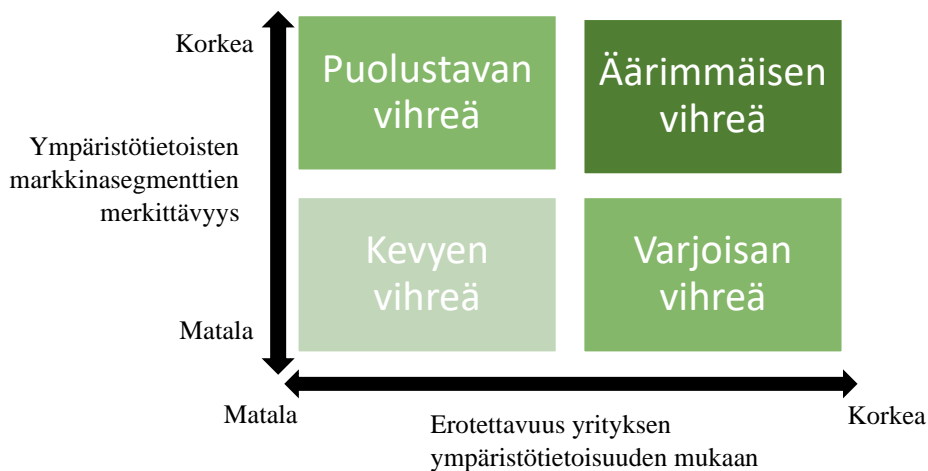 Korkea
Puolustavan
vihreä
Äärimmäisen
vihreä
Ympäristötietoisten
markkinasegmenttien
merkittävyys
Kevyen
vihreä
Varjoisan
vihreä
Matala
Matala
Erotettavuus yrityksen
ympäristötietoisuuden mukaan
Korkea